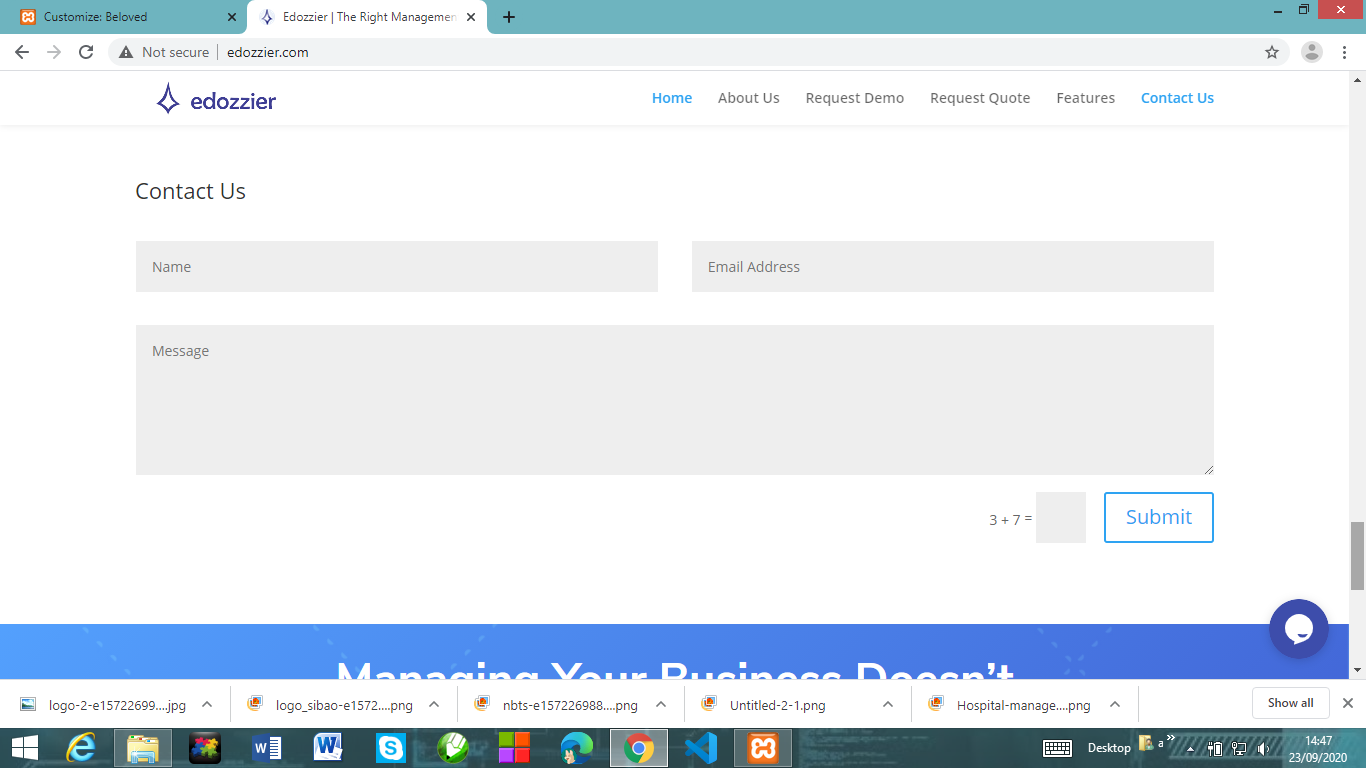 Customize: Beloved
Edozzier | The Right Managemen
Not secure
edozzier.com
edozzier
Home About Us Request Demo Request Quote Features Contact Us
Contact Us
Name Email Address
Message
3 + 7 =
Submit
Managing Your Business Doesn’t
logo-2-e15722699....jpg logo_sibao-e1572....png nbts-e157226988....png Untitled-2-1.png Hospital-manage....png Show all
Desktop a »
14:47
23/09/2020